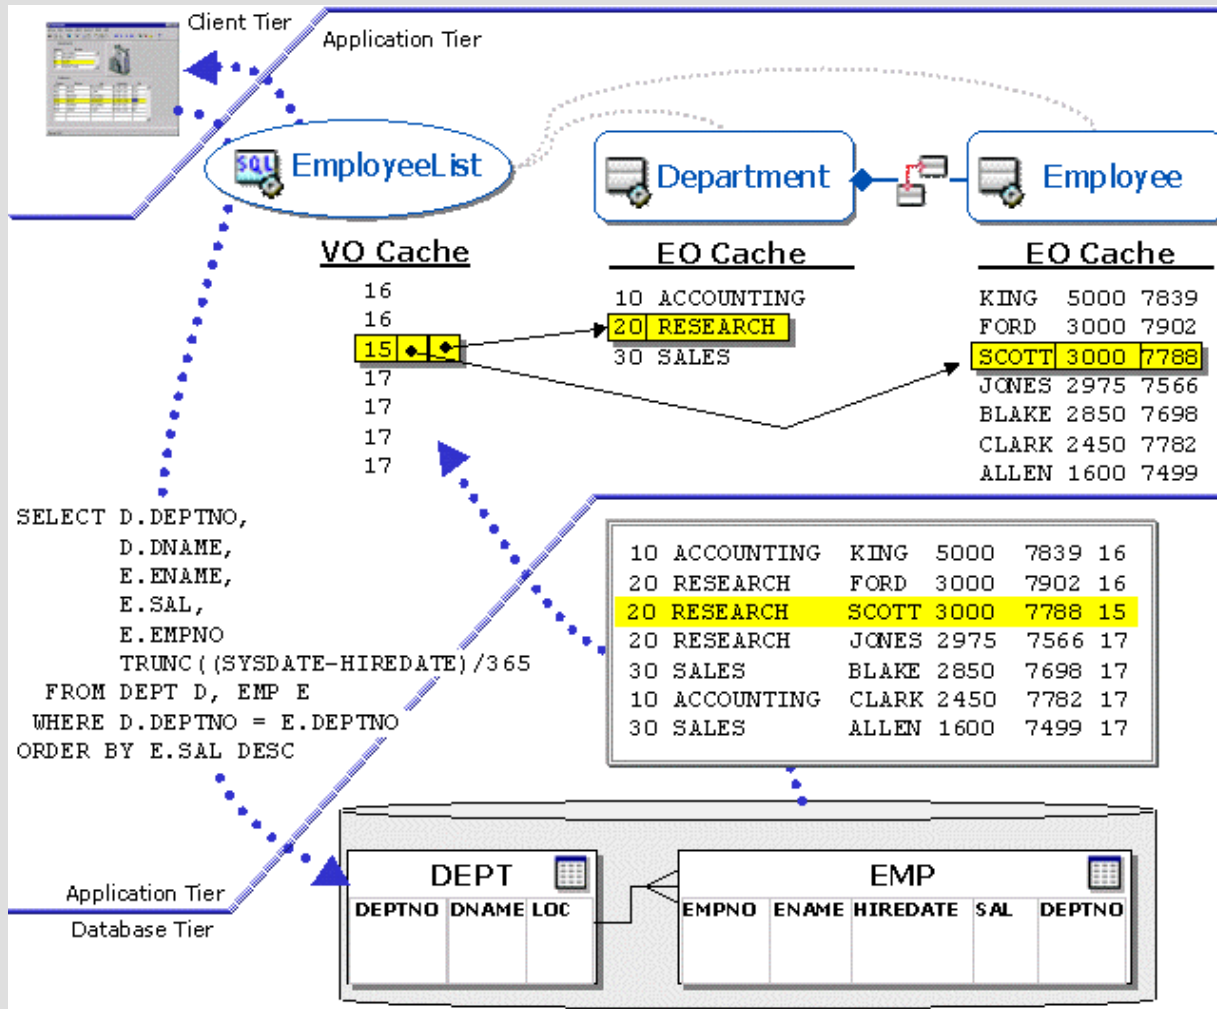 Client Tier
Application Tier
SQL EmployeeList
Department
Employee
VO Cache
16
16
15
17
17
17
17
EO Cache
10 ACCOUNTING
20 RESEARCH
30 SALES
EO Cache
KING 5000 7839
FORD 3000 7902
SCOTT 3000 7788
JONES 2975 7566
BLAKE 2850 7698
CLARK 2450 7782
ALLEN 1600 7499
SELECT D.DEPTNO,
D.DNAME,
E.ENAME,
E.SAL,
E.EMPNO
TRUNC((SYSDATE-HIREDATE)/365
FROM DEPT D, EMP E
WHERE D.DEPTNO = E.DEPTNO
ORDER BY E.SAL DESC
10 ACCOUNTING KING 5000 7839 16
20 RESEARCH FORD 3000 7902 16
20 RESEARCH SCOTT 3000 7788 15
20 RESEARCH JONES 2975 7566 17
30 SALES BLAKE 2850 7698 17
10 ACCOUNTING CLARK 2450 7782 17
30 SALES ALLEN 1600 7499 17
Application Tier
Database Tier
DEPT
DEPTNO DNAME LOC
EMP
EMPNO ENAME HIREDATE SAL DEPTNO